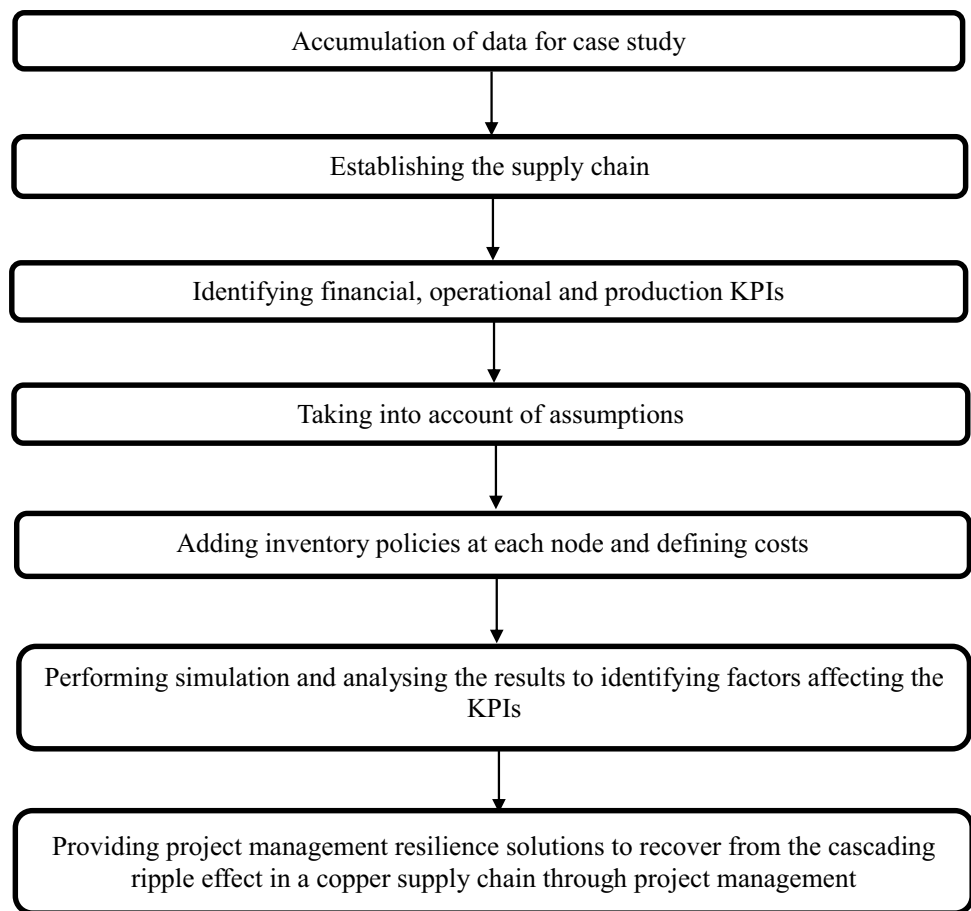 Accumulation of data for case study
Establishing the supply chain
Identifying financial, operational and production KPIs
Taking into account of assumptions
Adding inventory policies at each node and defining costs
Performing simulation and analysing the results to identifying factors affecting the
KPIs
Providing project management resilience solutions to recover from the cascading
ripple effect in a copper supply chain through project management